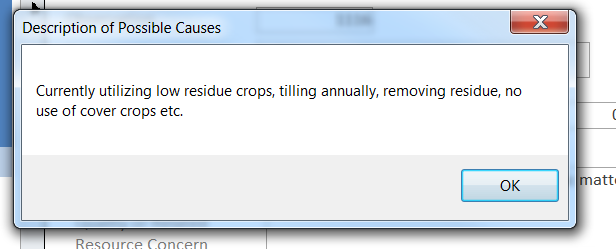 Description of Possible Causes
Currently utilizing low residue crops, tilling annually, removing residue, no
use of cover crops etc.
OK
Resource Concern